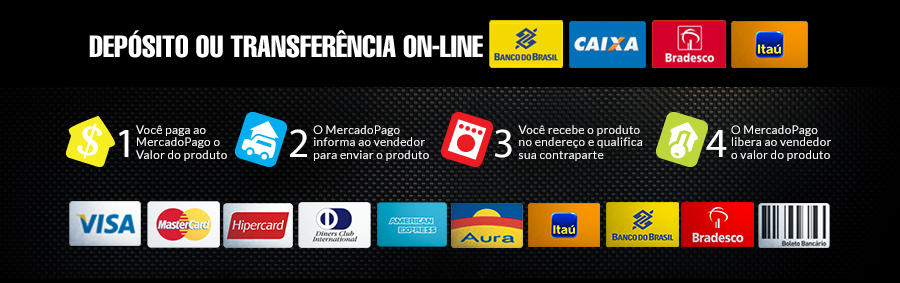 DEPÓSITO OU TRANSFERÊNCIA ON-LINE
BANCO DO BRASIL
CAIXA
Bradesco
Itaú
1
Você paga ao
MercadoPago o
Valor do produto
2
O MercadoPago
informa ao vendedor
para enviar o produto
3
Você recebe o produto
no endereço e qualifica
sua contraparte
4
O MercadoPago
libera ao vendedor
o valor do produto
VISA
MasterCard
Hipercard
Diners Club
International
AMERICAN
EXPRESS
Aura
Itaú
BANCO DO BRASIL
Bradesco
Boleto Bancário